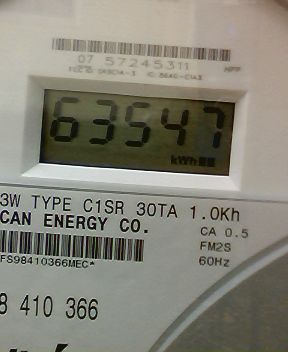 07 57245311
63547
kWh
3W TYPE C1SR 30TA 1.0Kh
CAN ENERGY CO.
CA 0.5
FM2S
FS98410366MEC*
60Hz
8 410 366